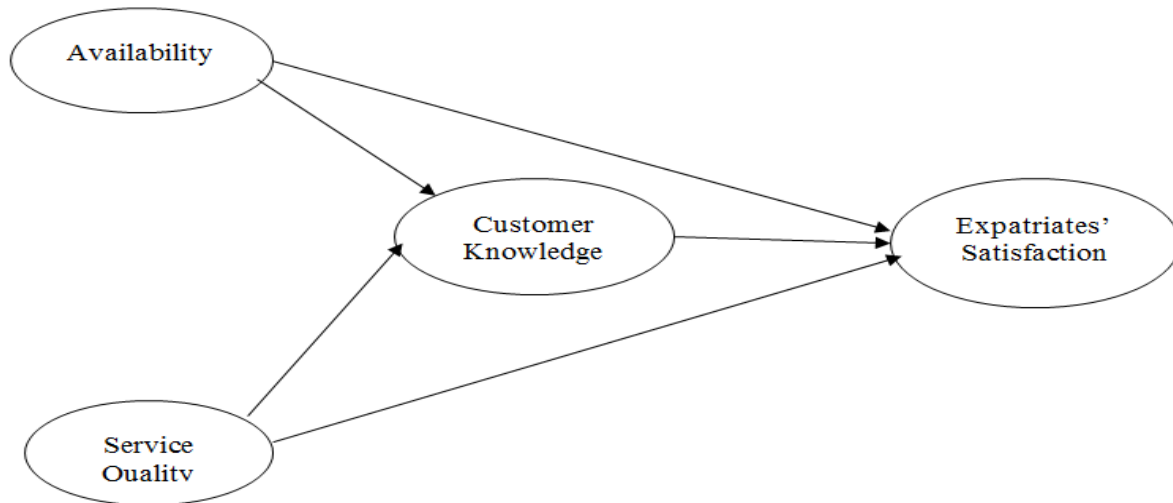 Availability
Customer
Knowledge
Expatriates’
Satisfaction
Service
Quality